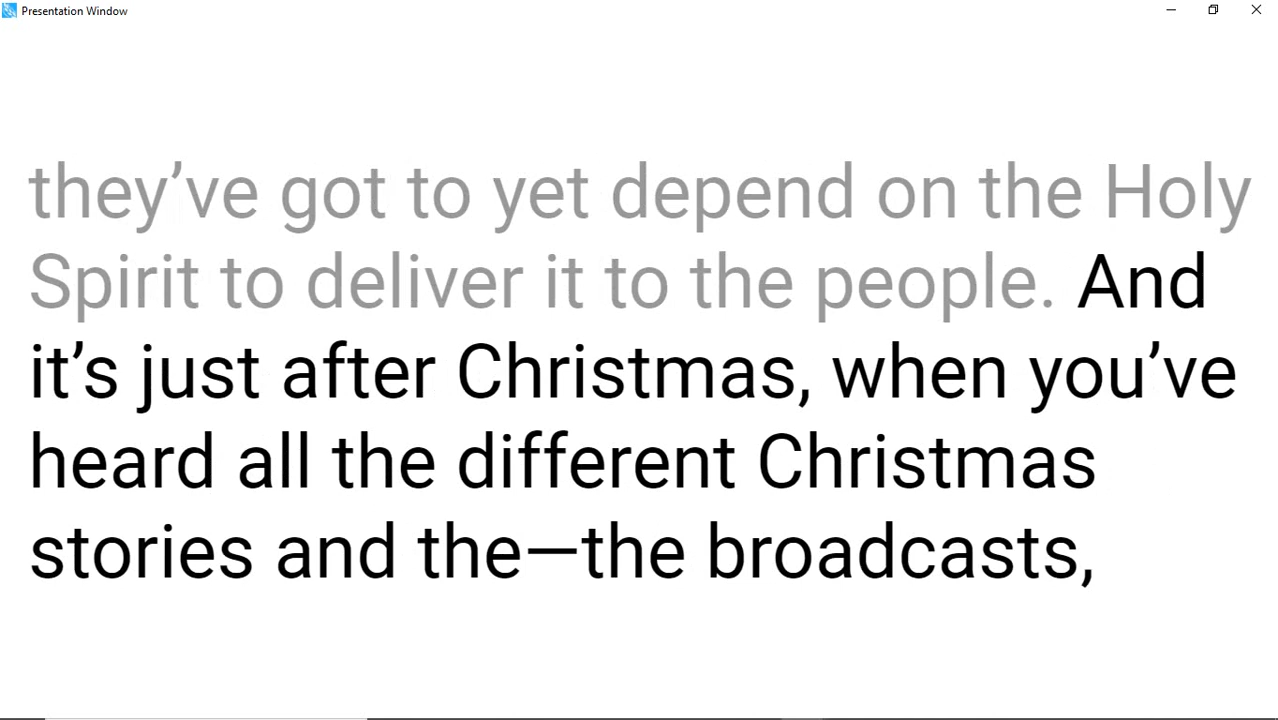 Presentation Window
they’ve got to yet depend on the Holy
Spirit to deliver it to the people. And
it’s just after Christmas, when you’ve
heard all the different Christmas
stories and the—the broadcasts,